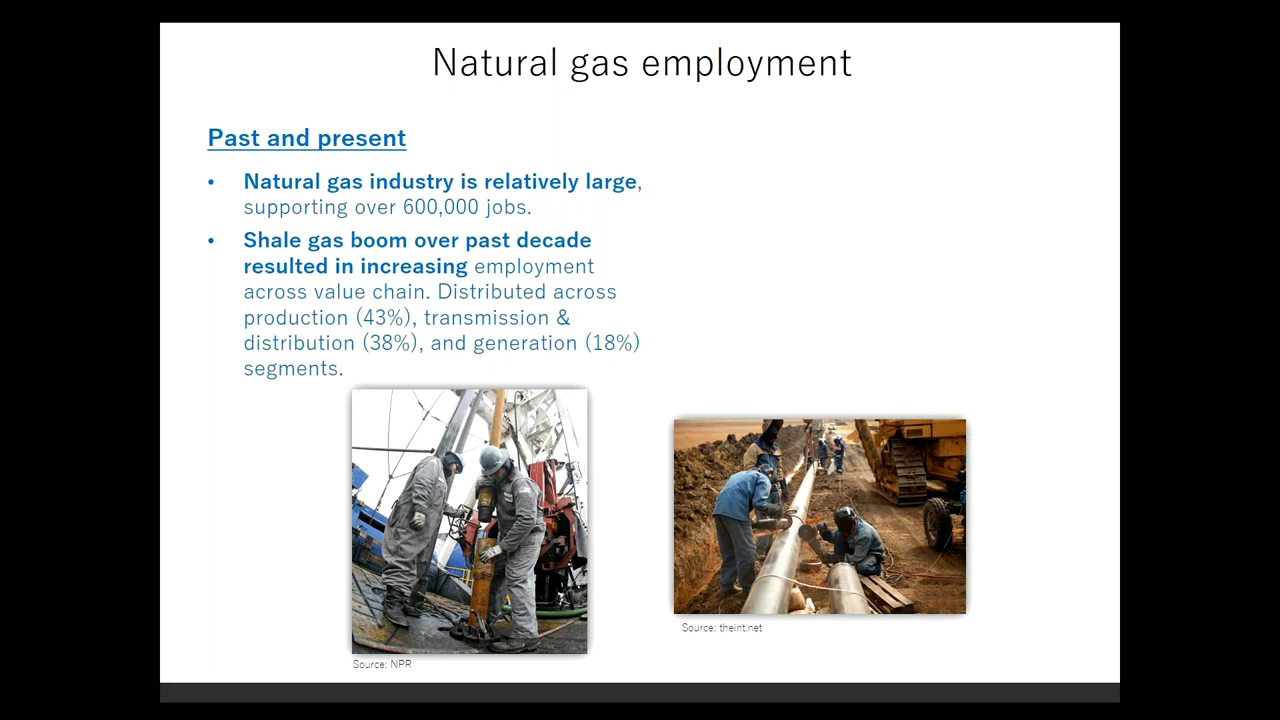 Natural gas employment
Past and present
• Natural gas industry is relatively large,
supporting over 600,000 jobs.
• Shale gas boom over past decade
resulted in increasing employment
across value chain. Distributed across
production (43%), transmission &
distribution (38%), and generation (18%)
segments.
Source: theint.net
Source: NPR